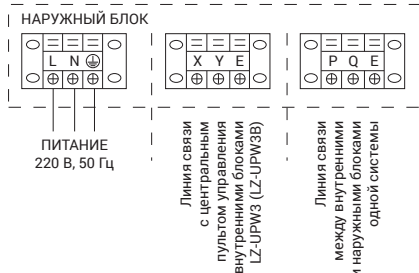 НАРУЖНЫЙ БЛОК
L N
X Y E
P Q E
ПИТАНИЕ
220 В, 50 Гц
Линия связи
с центральным
пультом управления
внутренними блоками
LZ-UPW3 (LZ-UPW3B)
Линия связи
между внутренними
и наружными блоками
одной системы